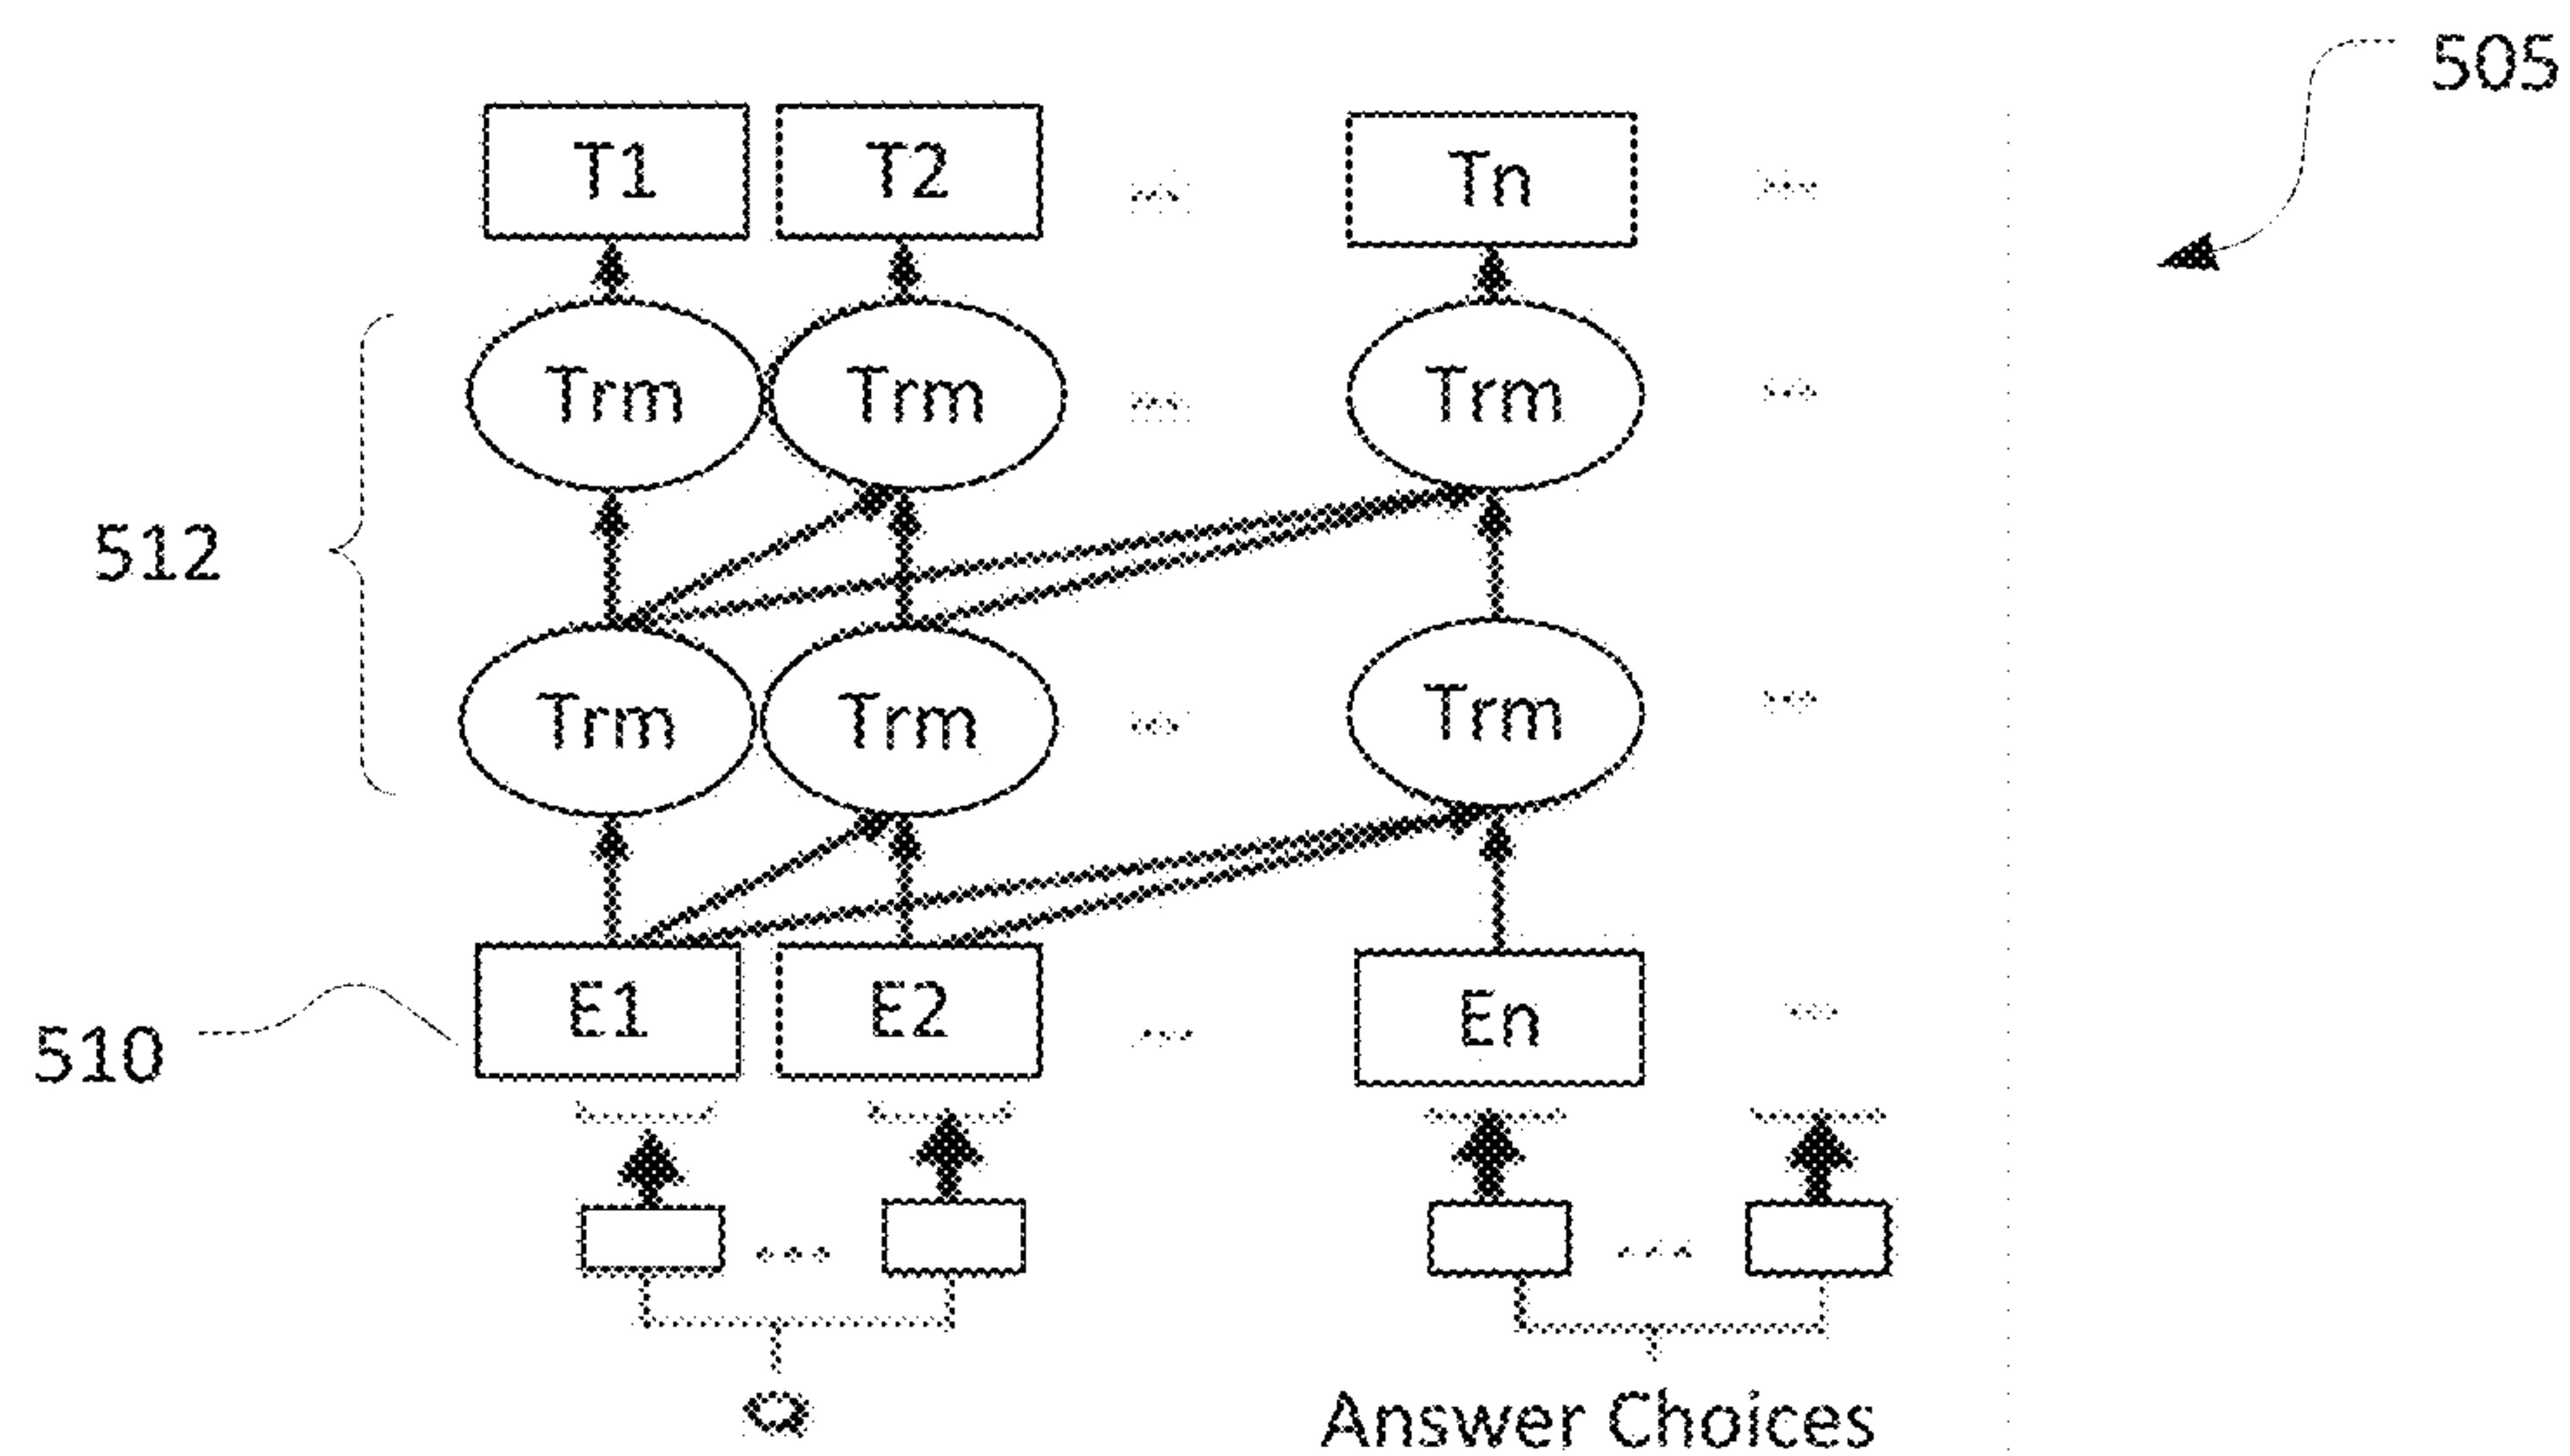 505
T1 T2 ... Tn ...
Trm Trm ... Trm ...
512
Trm Trm ... Trm ...
E1 E2 ... En ...
510
... ...
Q Answer Choices